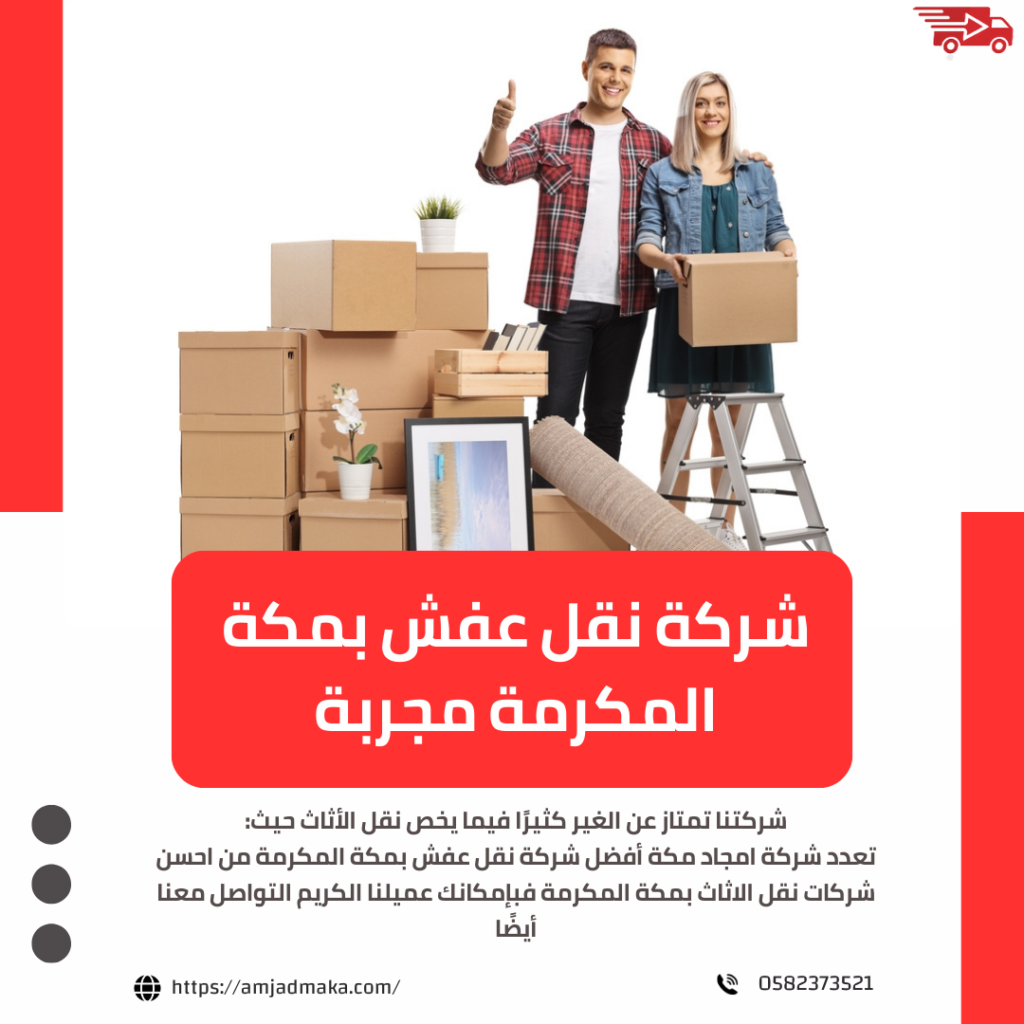 شركة نقل عفش بمكة
المكرمة مجربة
شركتنا تمتاز عن الغير كثيرًا فيما يخص نقل الأثاث حيث:
تعدد شركة امجاد مكة أفضل شركة نقل عفش بمكة المكرمة من احسن
شركات نقل الاثاث بمكة المكرمة فبإمكانك عميلنا الكريم التواصل معنا
أيضًا
https://amjadmaka.com/
0582373521